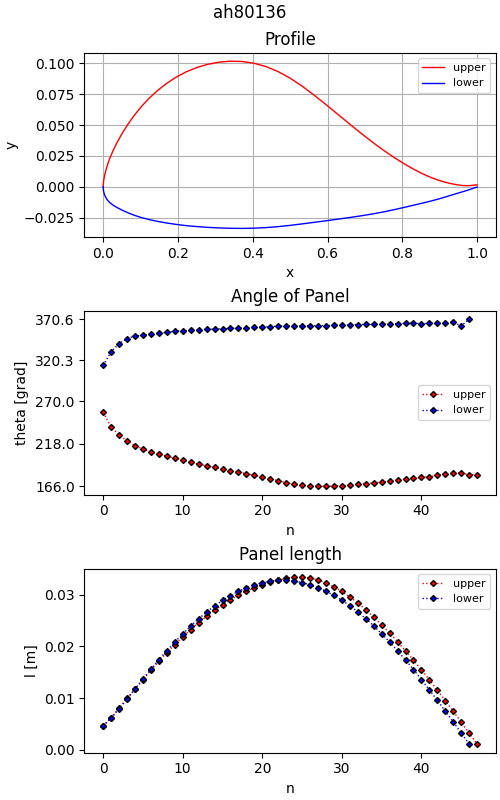 ah80136
Profile
0.100
0.075
0.050
0.025
0.000
−0.025
y
upper
lower
0.0 0.2 0.4 0.6 0.8 1.0
x
Angle of Panel
370.6
320.3
270.0
218.0
166.0
theta [grad]
upper
lower
0 10 20 30 40
n
Panel length
0.03
0.02
0.01
0.00
l [m]
upper
lower
0 10 20 30 40
n